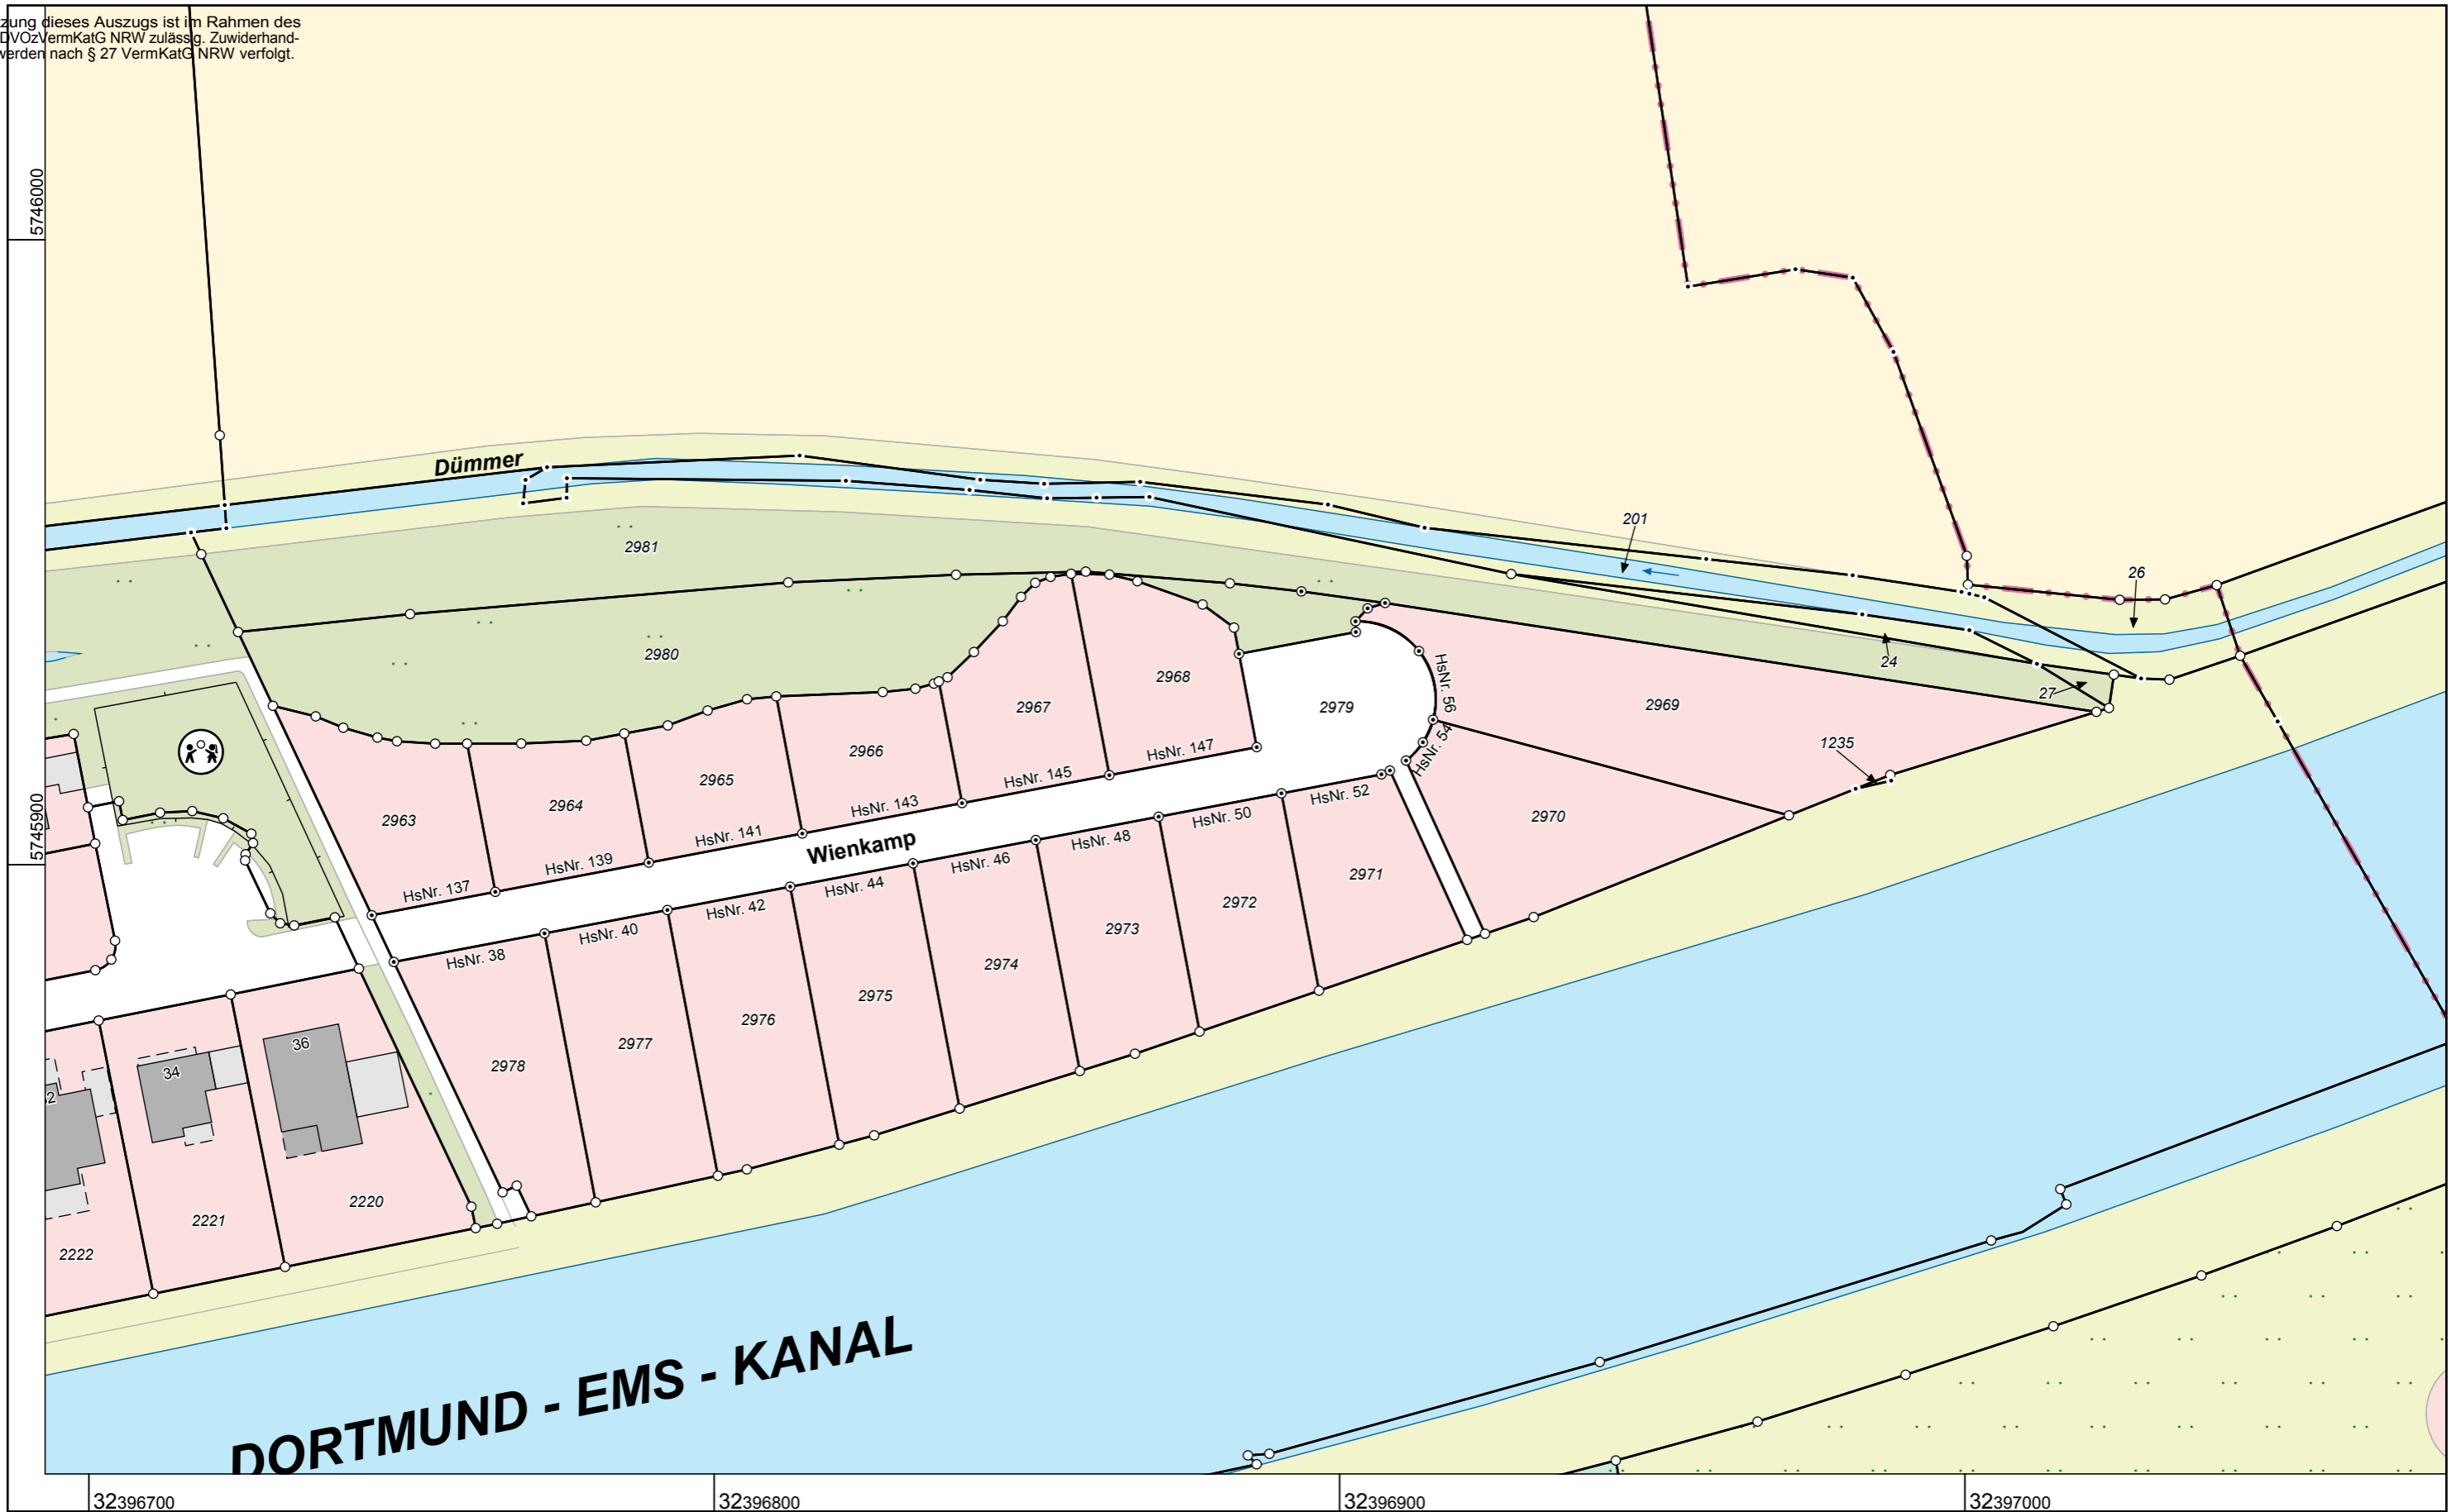 zung dieses Auszugs ist im Rahmen des
DVOzVermKatG NRW zulässig. Zuwiderhand-
werden nach § 27 VermKatG NRW verfolgt.
5746000
Dümmer
201
2981
26
2980
24
2968
HsNr. 56
27
2967
2979
2969
2966
HsNr. 147
HsNr. 54
1235
2965
HsNr. 145
2964
HsNr. 143
HsNr. 52
2963
HsNr. 141
HsNr. 50
2970
5745900
HsNr. 139
Wienkamp
HsNr. 48
HsNr. 137
HsNr. 46
2971
HsNr. 44
2972
HsNr. 42
2973
HsNr. 40
2974
HsNr. 38
2975
2976
36
2977
34
2978
2
2220
2221
2222
DORTMUND - EMS - KANAL
32396700
32396800
32396900
32397000